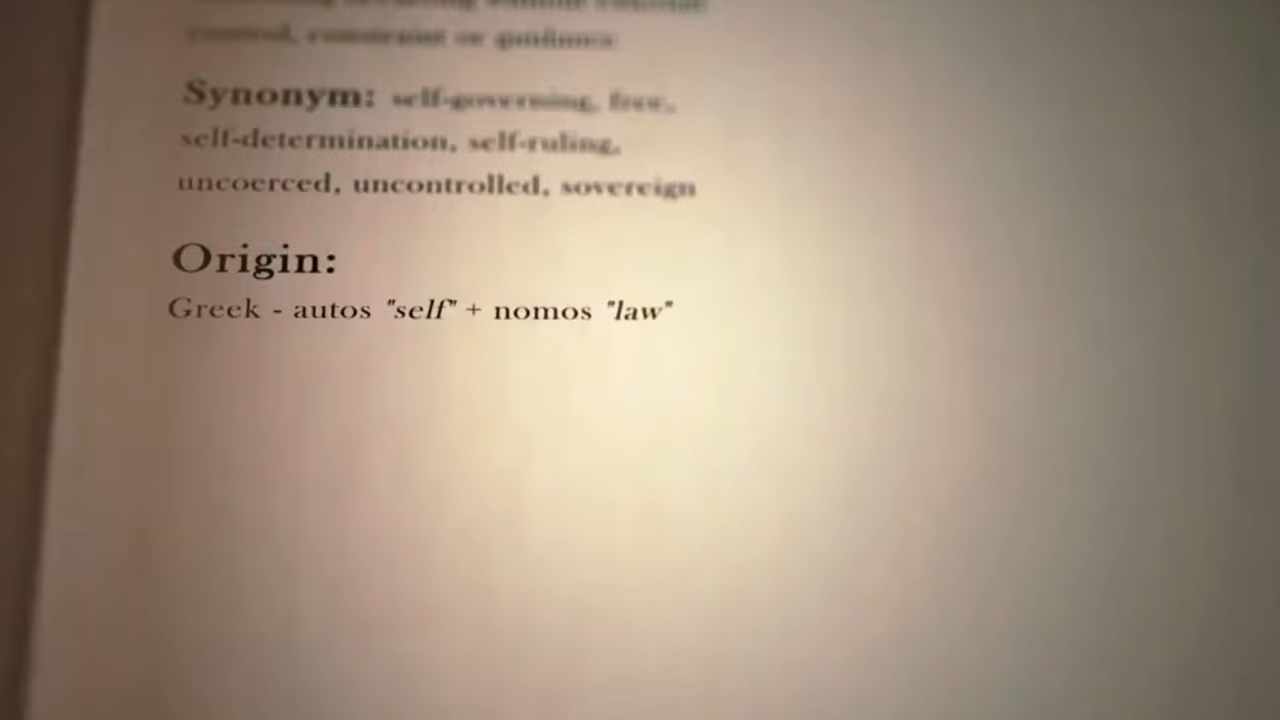 control, constraint or guidance
Synonym: self-governing, free,
self-determination, self-ruling,
uncoerced, uncontrolled, sovereign
Origin:
Greek - autos "self" + nomos "law"